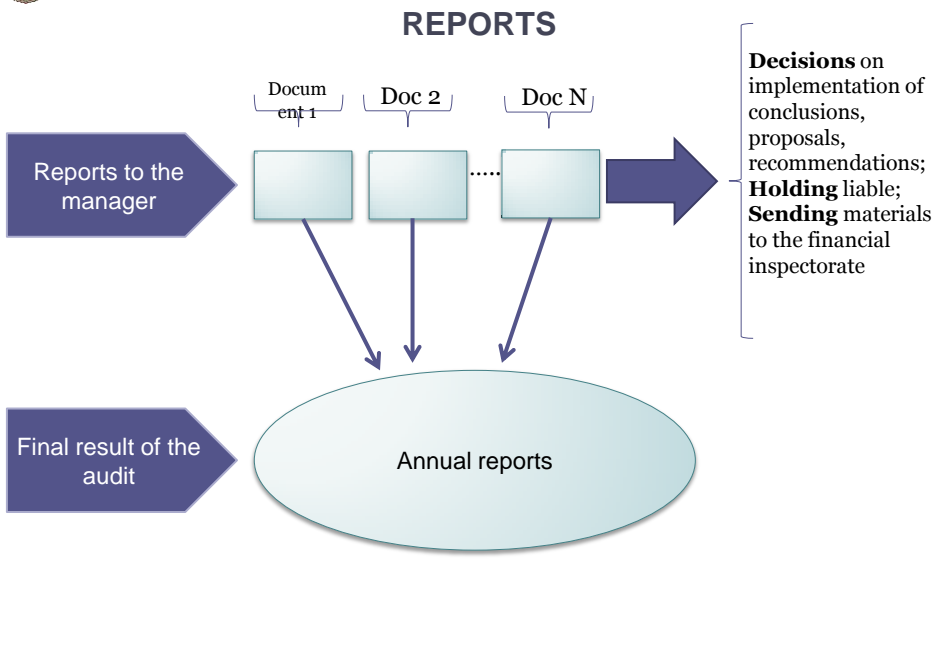 REPORTS
Docum
ent 1
Doc 2
Doc N
Reports to the
manager
.....
Decisions on
implementation of
conclusions,
proposals,
recommendations;
Holding liable;
Sending materials
to the financial
inspectorate
Final result of the
audit
Annual reports